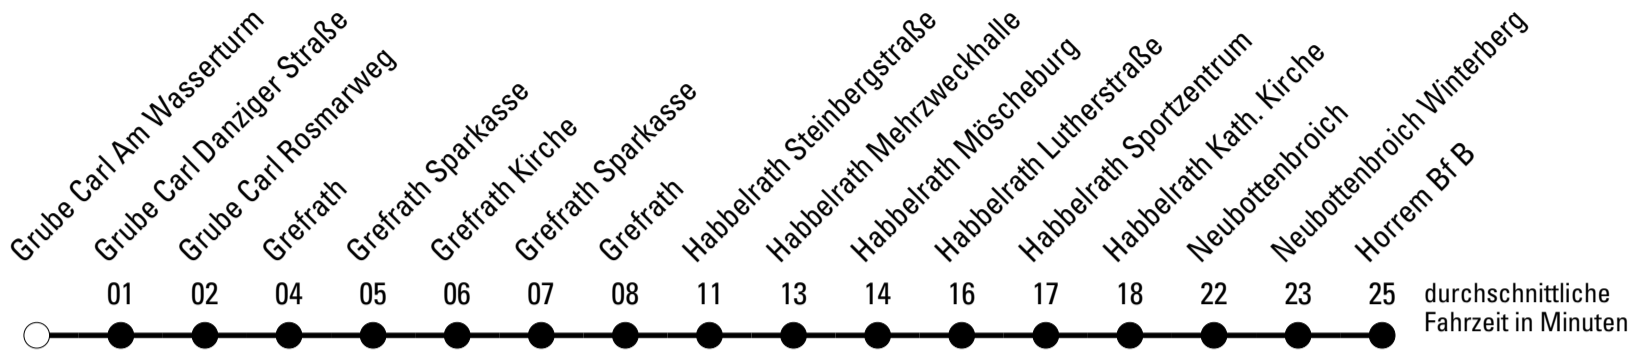 Grube Carl Am Wasserturm
Grube Carl Danziger Straße
Grube Carl Rosmarweg
Grefrath
Grefrath Sparkasse
Grefrath Kirche
Grefrath Sparkasse
Grefrath
Habbelrath Steinbergstraße
Habbelrath Mehrzweckhalle
Habbelrath Möscheburg
Habbelrath Lutherstraße
Habbelrath Sportzentrum
Habbelrath Kath. Kirche
Neubottenbroich
Neubottenbroich Winterberg
Horrem Bf B
01 02 04 05 06 07 08 11 13 14 16 17 18 22 23 25
durchschnittliche
Fahrzeit in Minuten